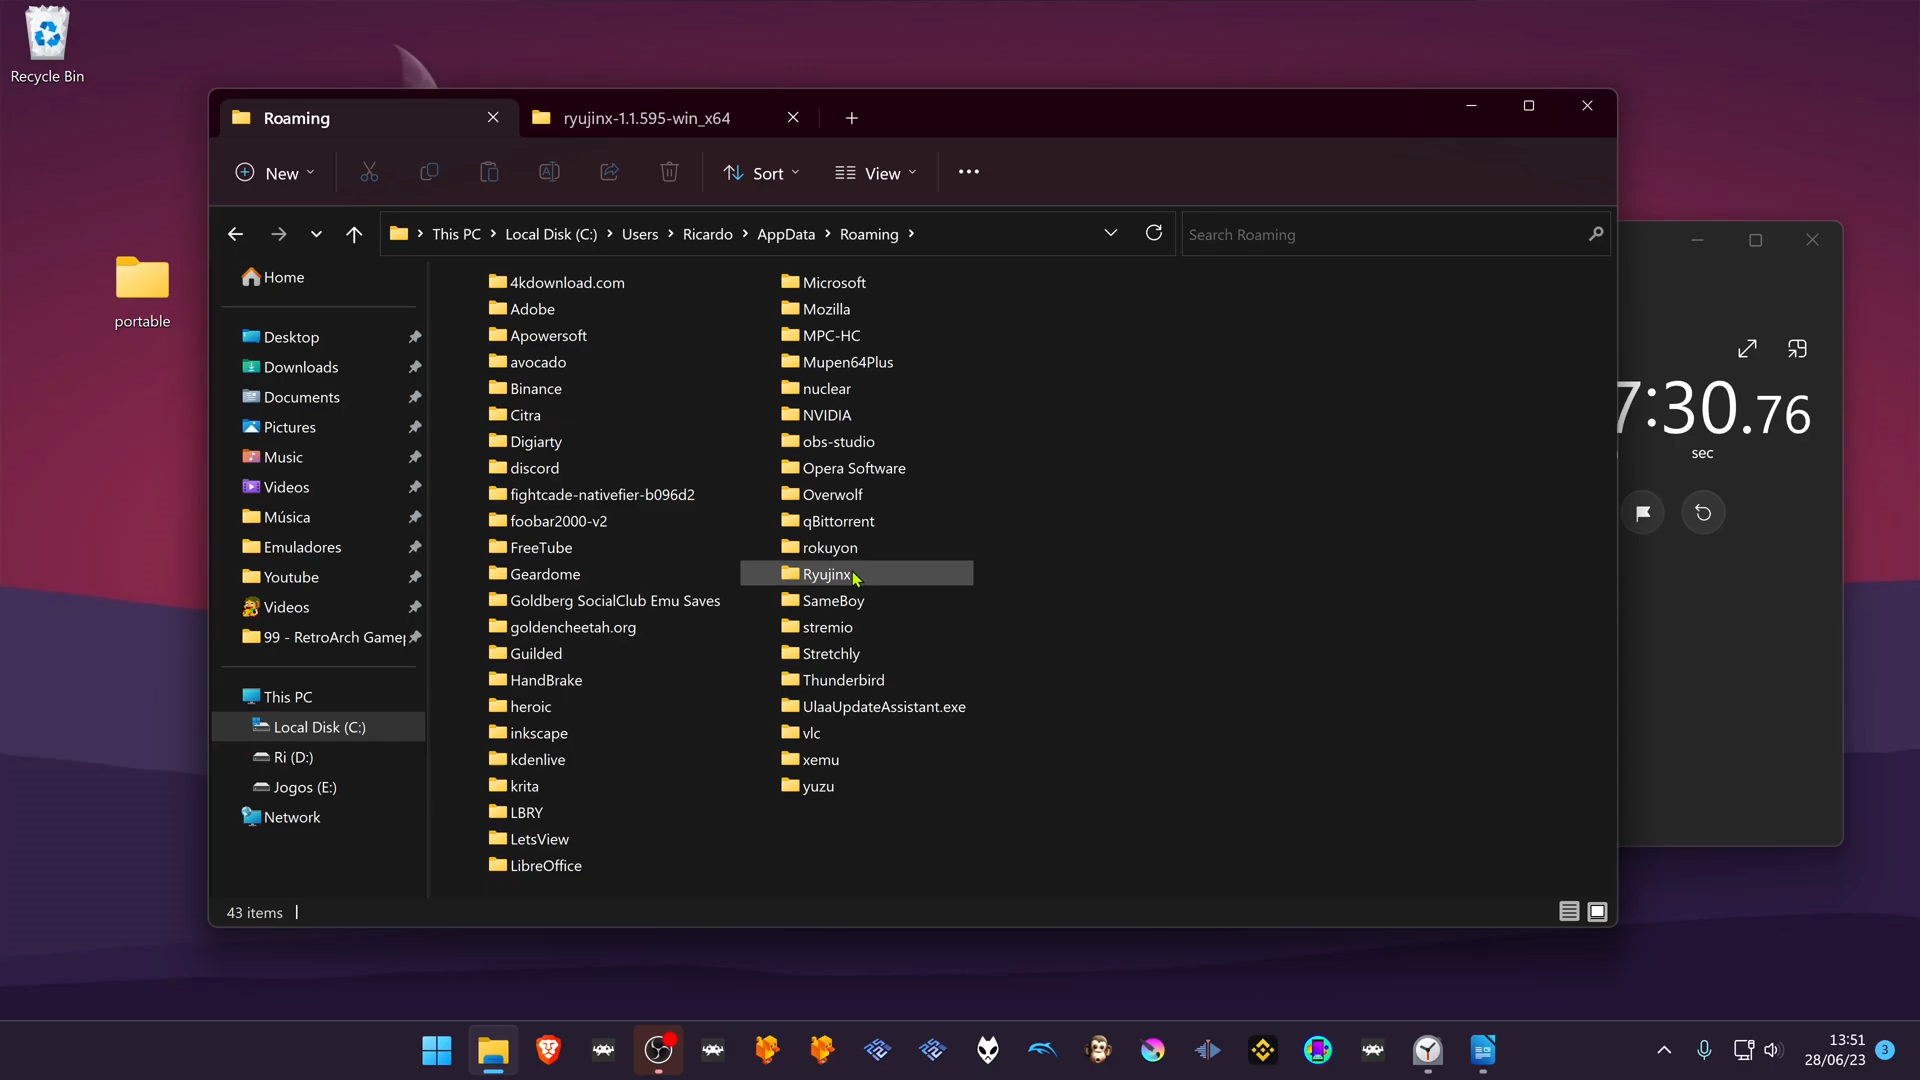 Recycle Bin
portable
Roaming
ryujinx-1.1.595-win_x64
New
Sort
View
This PC
Local Disk (C:)
Users
Ricardo
AppData
Roaming
Search Roaming
Home
Desktop
Downloads
Documents
Pictures
Music
Videos
Música
Emuladores
Youtube
Videos
99 - RetroArch Gamep
This PC
Local Disk (C:)
Ri (D:)
Jogos (E:)
Network
4kdownload.com
Adobe
Apowersoft
avocado
Binance
Citra
Digiarty
discord
fightcade-nativefier-b096d2
foobar2000-v2
FreeTube
Geardome
Goldberg SocialClub Emu Saves
goldencheetah.org
Guilded
HandBrake
heroic
inkscape
kdenlive
krita
LBRY
LetsView
LibreOffice
Microsoft
Mozilla
MPC-HC
Mupen64Plus
nuclear
NVIDIA
obs-studio
Opera Software
Overwolf
qBittorrent
rokuyon
Ryujinx
SameBoy
stremio
Stretchly
Thunderbird
UlaaUpdateAssistant.exe
vlc
xemu
yuzu
43 items
7:30.76
sec
13:51
28/06/23
3